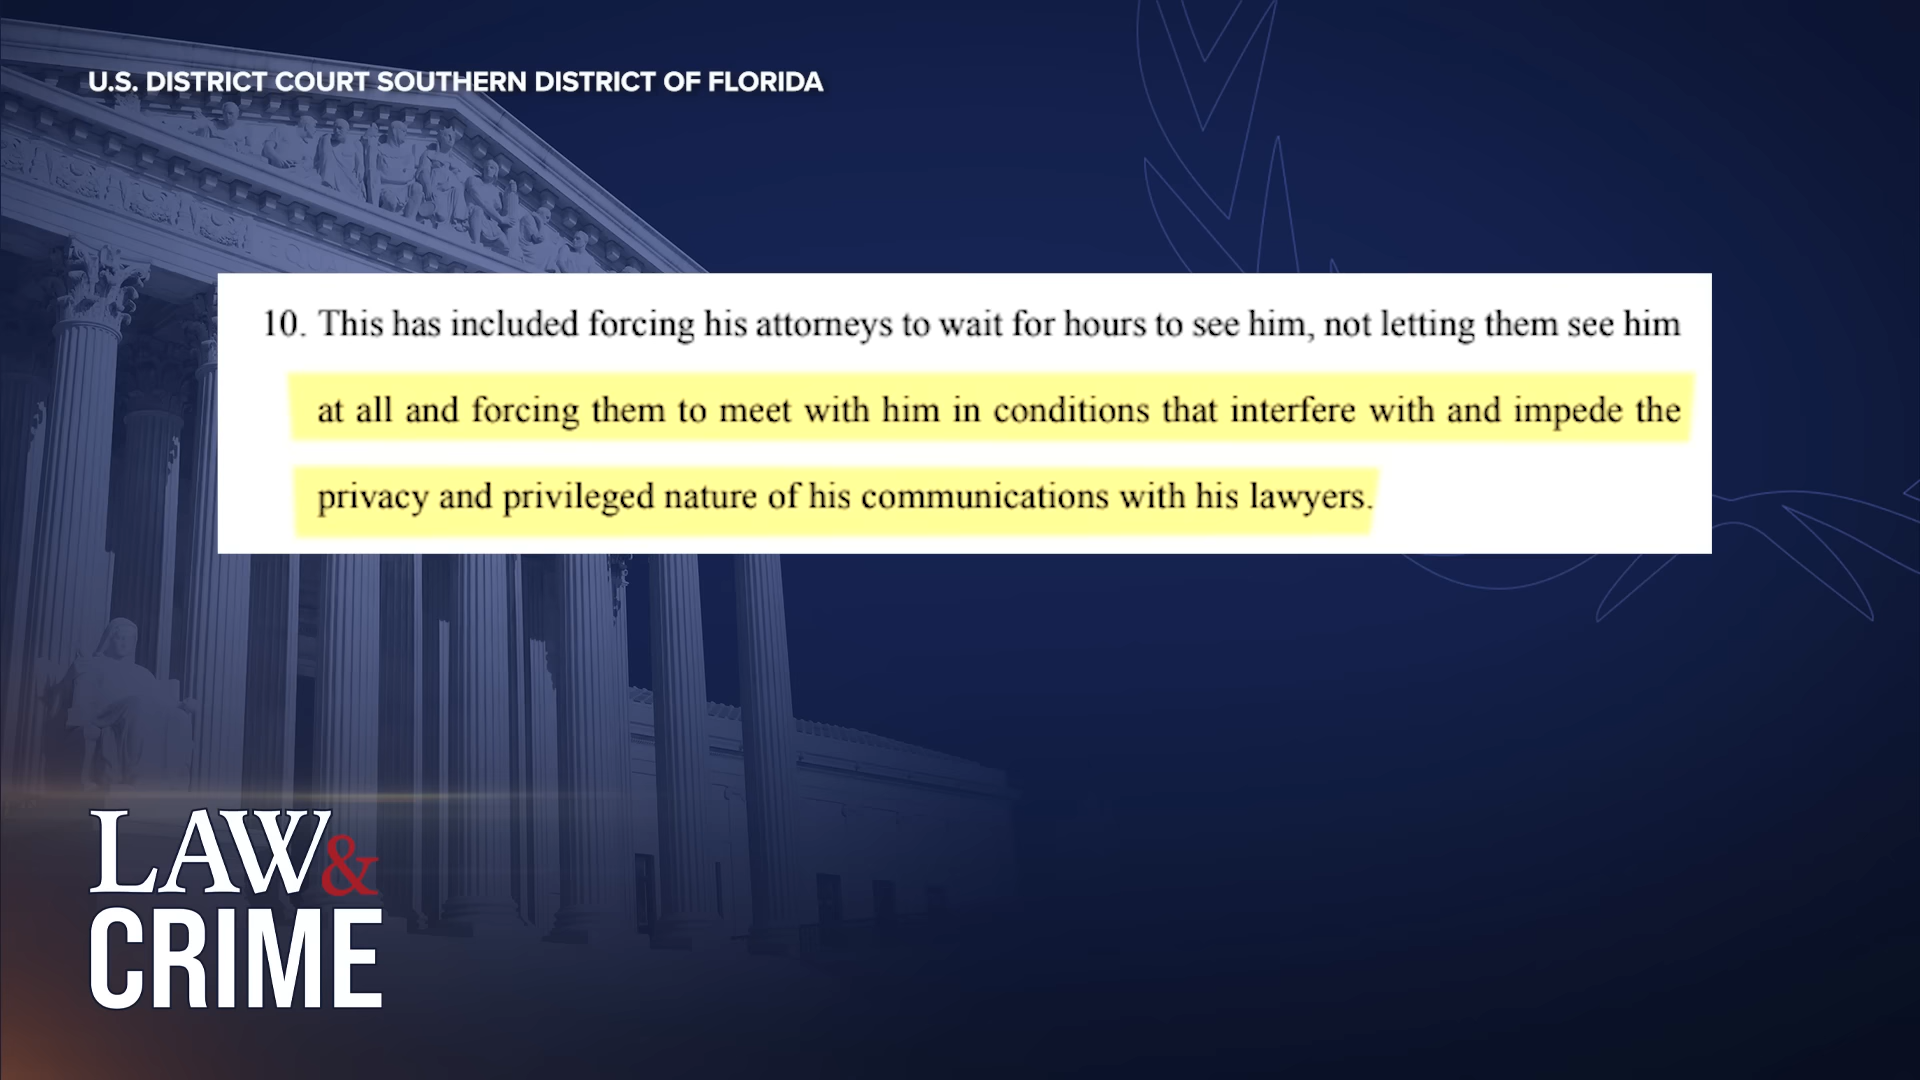 U.S. DISTRICT COURT SOUTHERN DISTRICT OF FLORIDA
10. This has included forcing his attorneys to wait for hours to see him, not letting them see him
at all and forcing them to meet with him in conditions that interfere with and impede the
privacy and privileged nature of his communications with his lawyers.
LAW&
CRIME